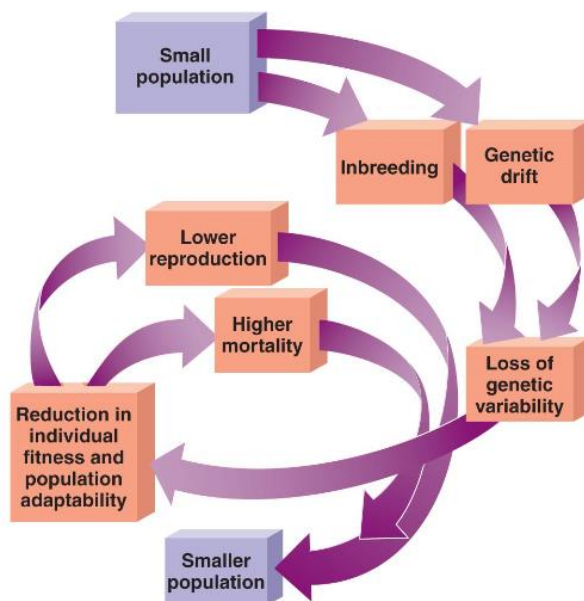 Small
population
Inbreeding
Genetic
drift
Lower
reproduction
Higher
mortality
Loss of
genetic
variability
Reduction in
individual
fitness and
population
adaptability
Smaller
population